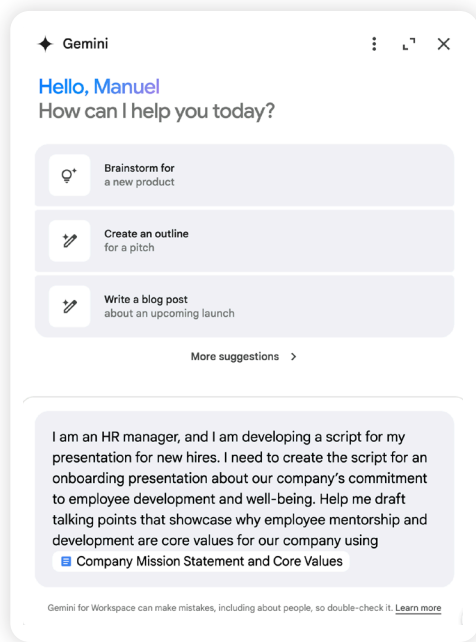 Gemini
Hello, Manuel
How can I help you today?
Brainstorm for
a new product
Create an outline
for a pitch
Write a blog post
about an upcoming launch
More suggestions
I am an HR manager, and I am developing a script for my
presentation for new hires. I need to create the script for an
onboarding presentation about our company’s commitment
to employee development and well-being. Help me draft
talking points that showcase why employee mentorship and
development are core values for our company using
Company Mission Statement and Core Values
Gemini for Workspace can make mistakes, including about people, so double-check it. Learn more